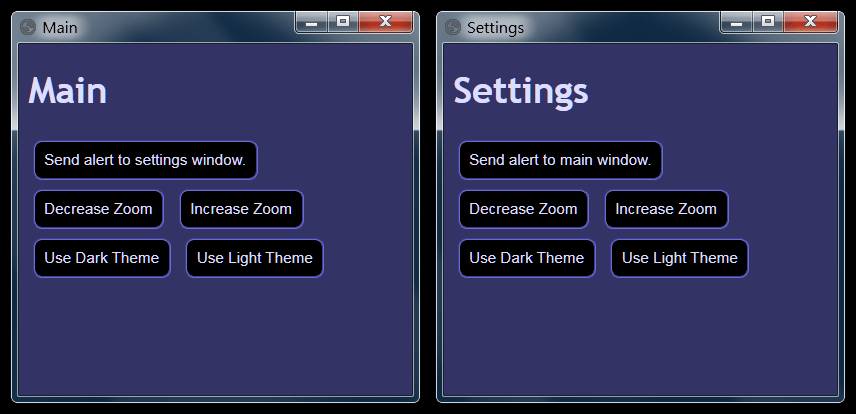 Main
Main
Send alert to settings window.
Decrease Zoom Increase Zoom
Use Dark Theme Use Light Theme
Settings
Settings
Send alert to main window.
Decrease Zoom Increase Zoom
Use Dark Theme Use Light Theme